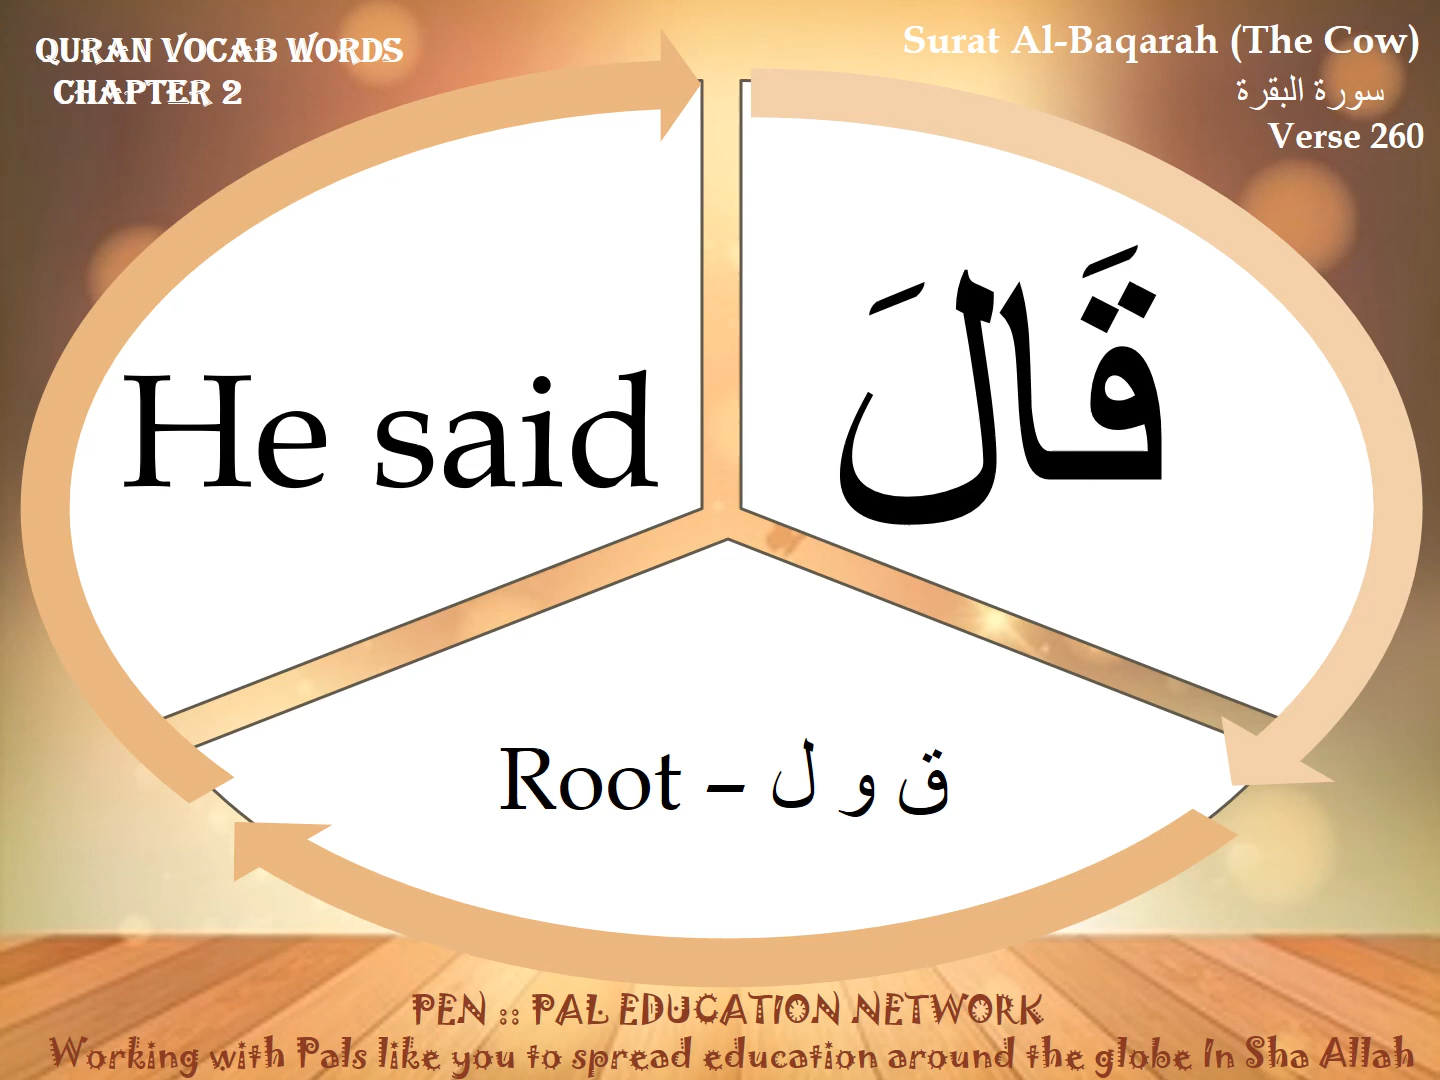 QURAN VOCAB WORDS
CHAPTER 2
Surat Al-Baqarah (The Cow)
سورة البقرة
Verse 260
He said
قَالَ
Root – ق و ل
PEN :: PAL EDUCATION NETWORK
Working with Pals like you to spread education around the globe In Sha Allah